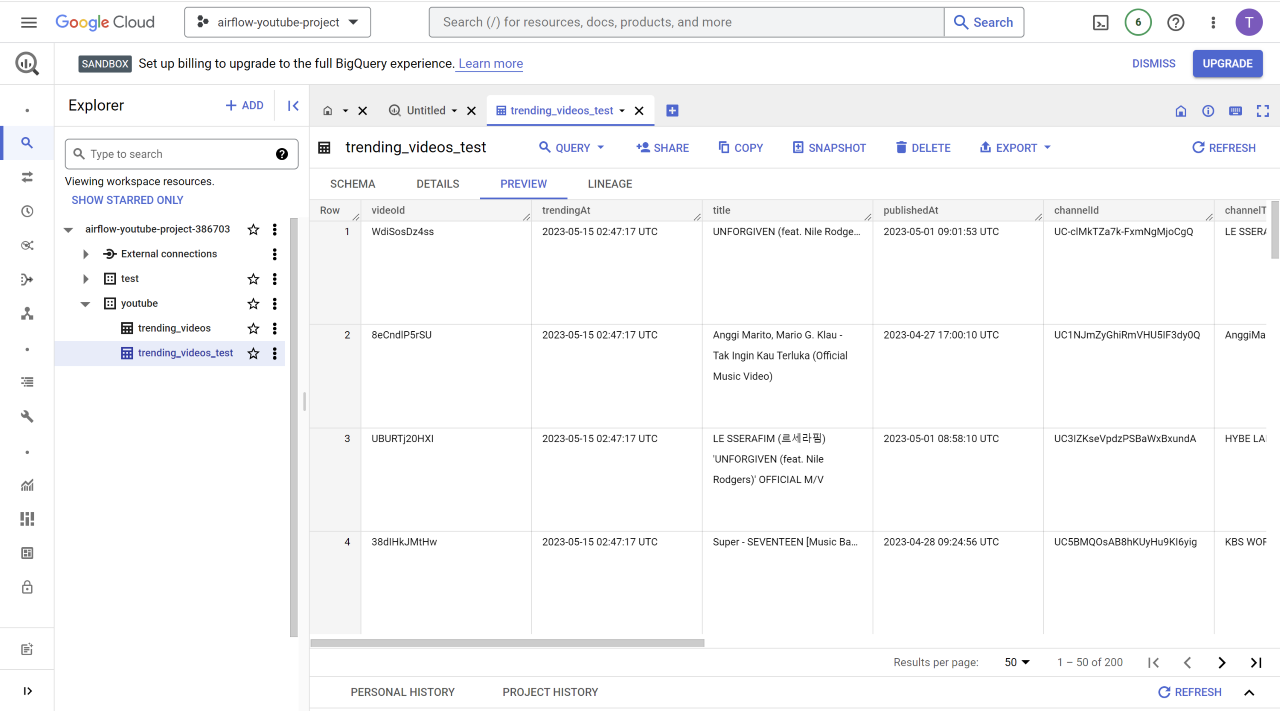 Google Cloud
airflow-youtube-project
Search (/) for resources, docs, products, and more
Search
6
T
SANDBOX Set up billing to upgrade to the full BigQuery experience. Learn more
DISMISS
UPGRADE
Explorer
+ ADD
Untitled
trending_videos_test
Type to search
Viewing workspace resources.
SHOW STARRED ONLY
airflow-youtube-project-386703
External connections
test
youtube
trending_videos
trending_videos_test
trending_videos_test
QUERY
SHARE
COPY
SNAPSHOT
DELETE
EXPORT
REFRESH
SCHEMA
DETAILS
PREVIEW
LINEAGE
Row videoId trendingAt title publishedAt channelId channelT
1 WdiSosDz4ss 2023-05-15 02:47:17 UTC UNFORGIVEN (feat. Nile Rodge... 2023-05-01 09:01:53 UTC UC-clMkTZa7k-FxmNgMjoCgQ LE SSERA
2 8eCndlP5rSU 2023-05-15 02:47:17 UTC Anggi Marito, Mario G. Klau - 2023-04-27 17:00:10 UTC UC1NJmZyGhiRmVHU5IF3dy0Q AnggiMa
Tak Ingin Kau Terluka (Official
Music Video)
3 UBURTj20HXI 2023-05-15 02:47:17 UTC LE SSERAFIM (르세라핌) 2023-05-01 08:58:10 UTC UC3IZKseVpdzPSBaWxBxundA HYBE LA
'UNFORGIVEN (feat. Nile
Rodgers)' OFFICIAL M/V
4 38dIHkJMtHw 2023-05-15 02:47:17 UTC Super - SEVENTEEN [Music Ba... 2023-04-28 09:24:56 UTC UC5BMQOsAB8hKUyHu9KI6yig KBS WOR
Results per page: 50 1 – 50 of 200
PERSONAL HISTORY
PROJECT HISTORY
REFRESH